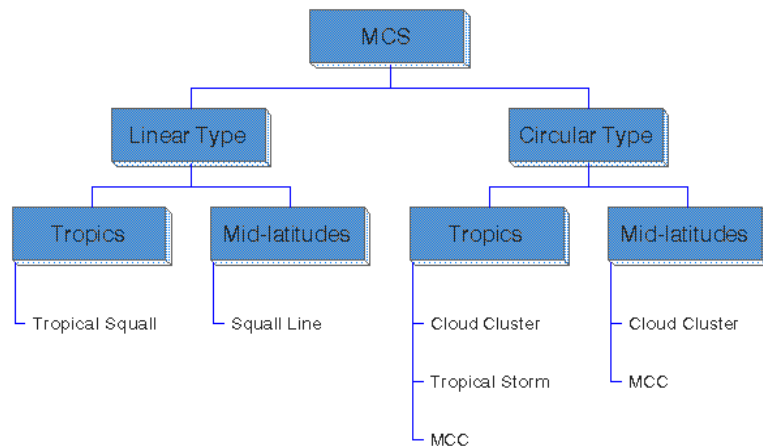 MCS
Linear Type
Circular Type
Tropics
Mid-latitudes
Tropics
Mid-latitudes
Tropical Squall
Squall Line
Cloud Cluster
Cloud Cluster
Tropical Storm
MCC
MCC